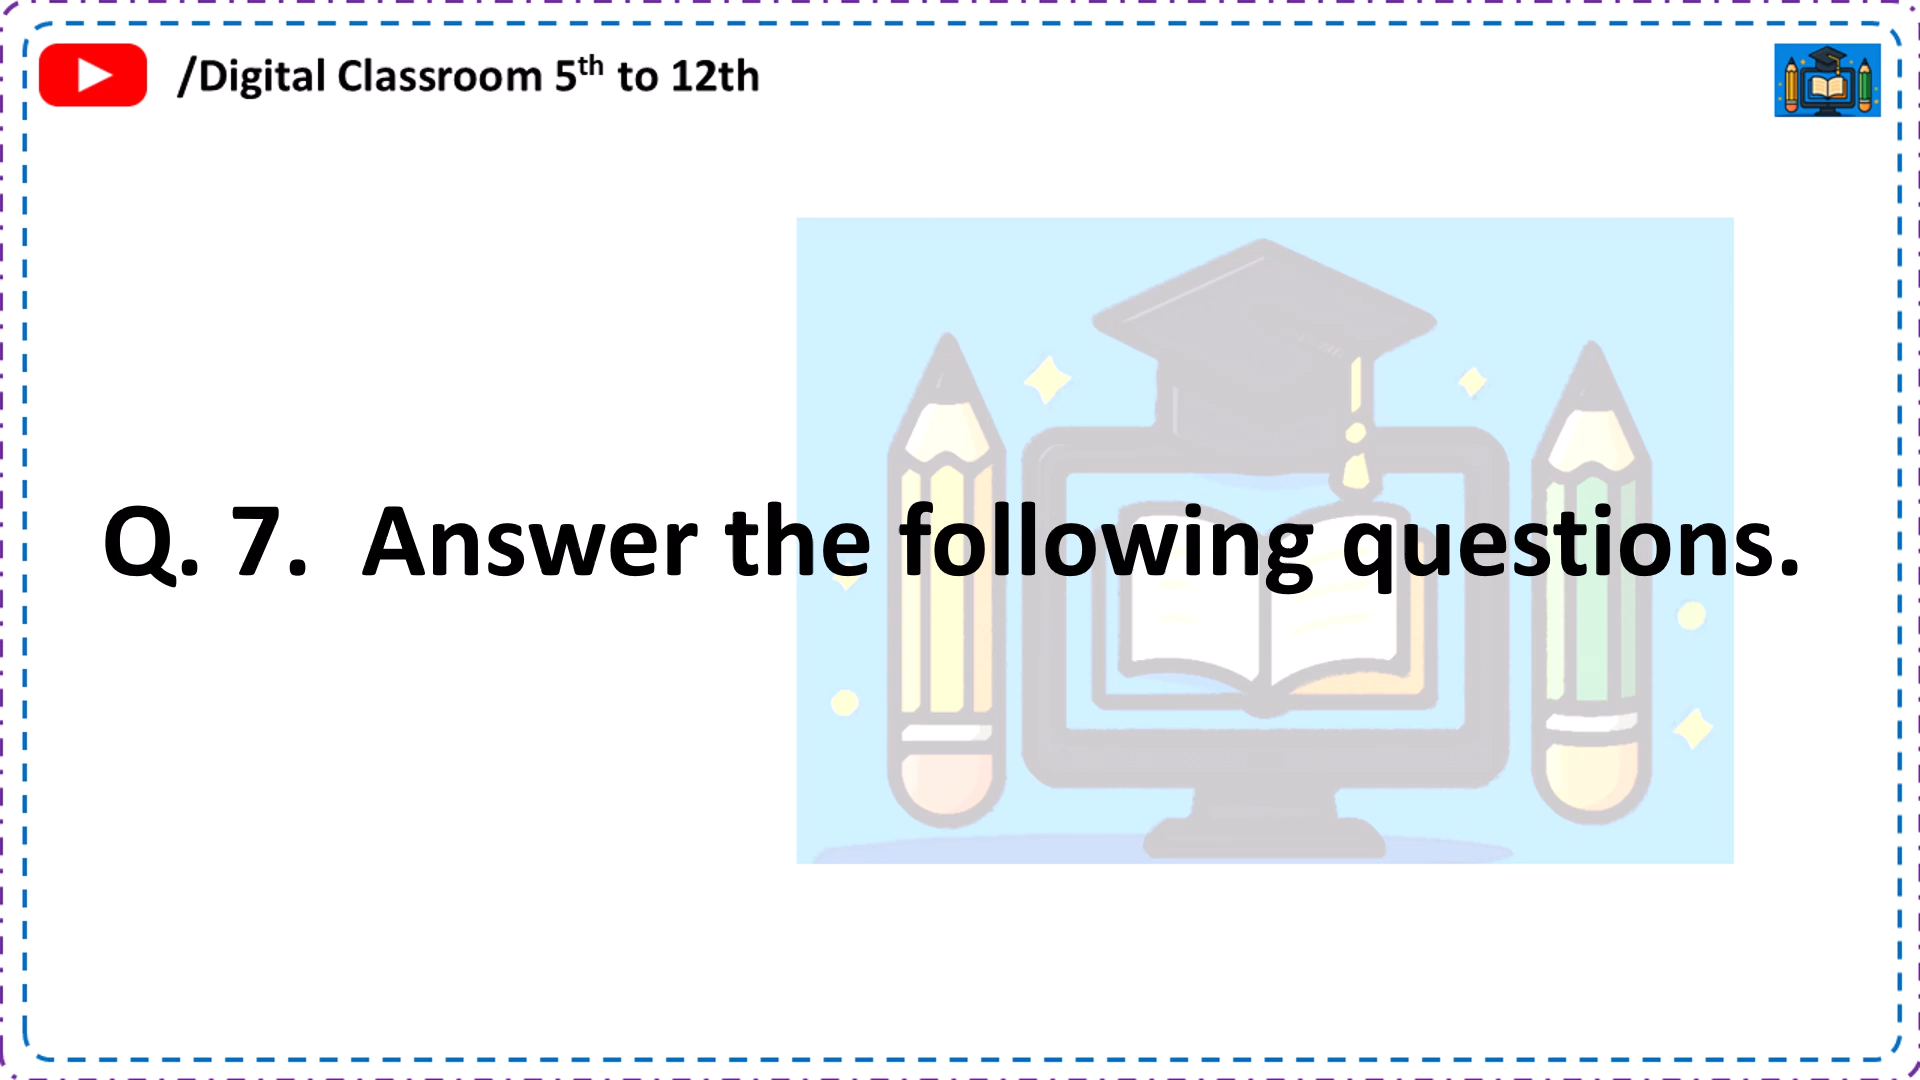 /Digital Classroom 5th to 12th
Q. 7. Answer the following questions.